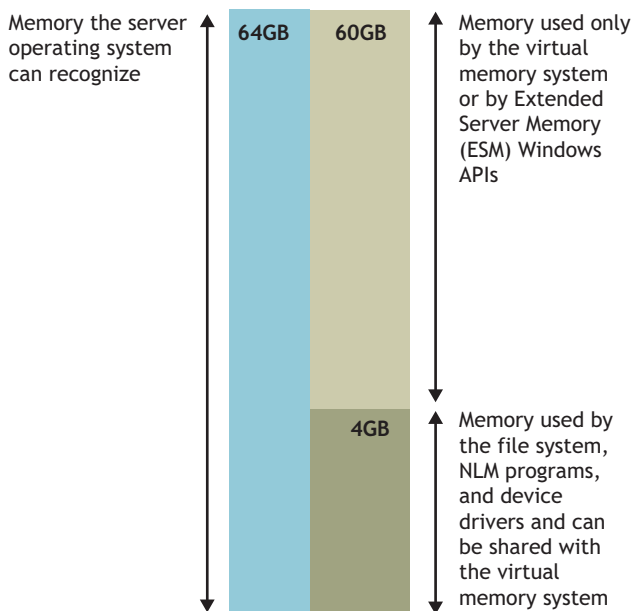 Memory the server
operating system
can recognize
64GB
60GB
Memory used only
by the virtual
memory system
or by Extended
Server Memory
(ESM) Windows
APIs
4GB
Memory used by
the file system,
NLM programs,
and device
drivers and can
be shared with
the virtual
memory system